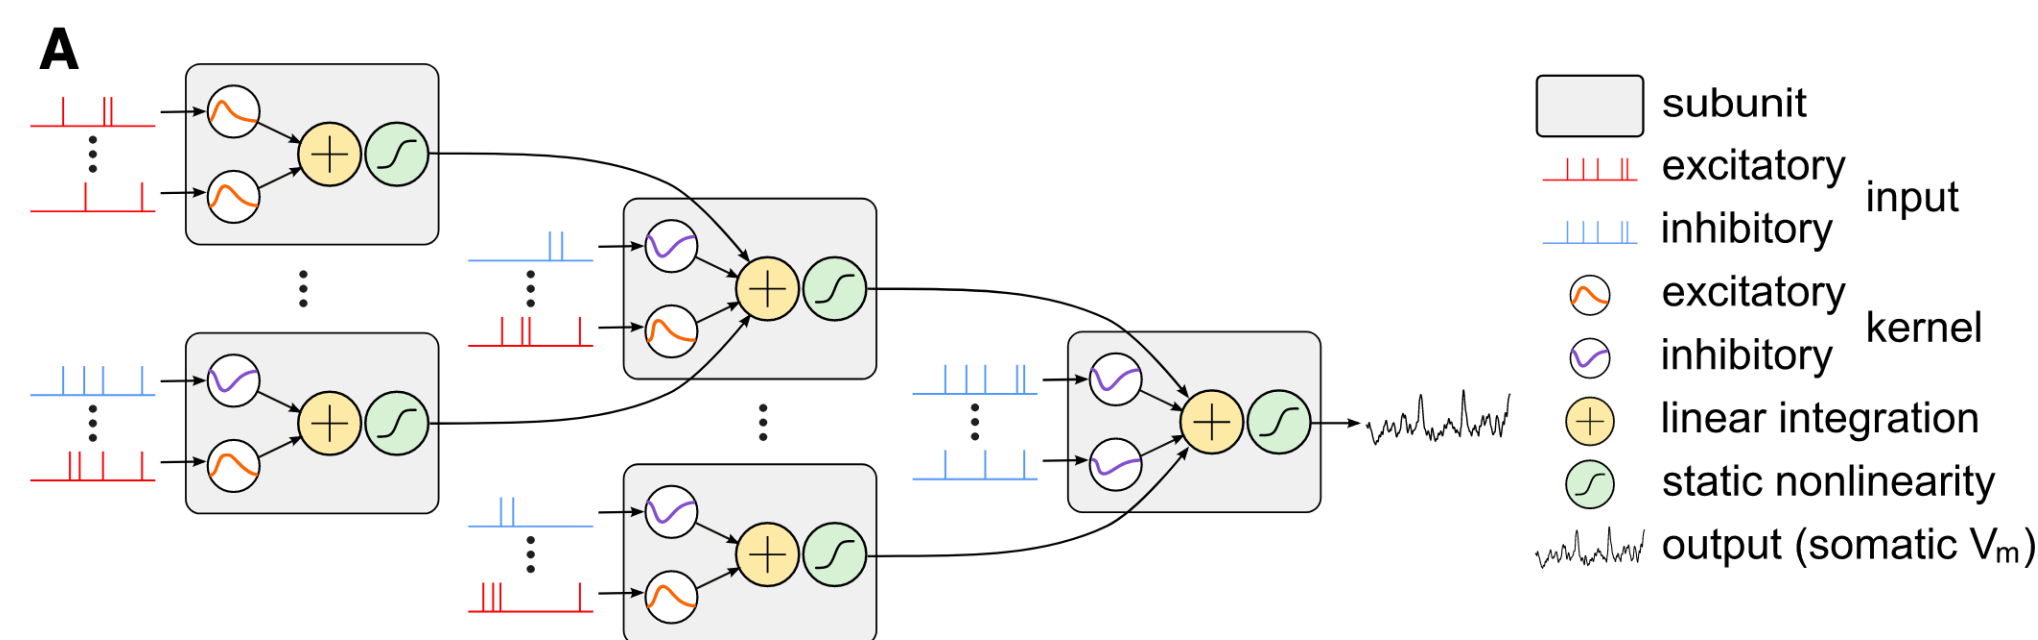 A
subunit
excitatory
input
inhibitory
excitatory
kernel
inhibitory
linear integration
static nonlinearity
output (somatic Vm)